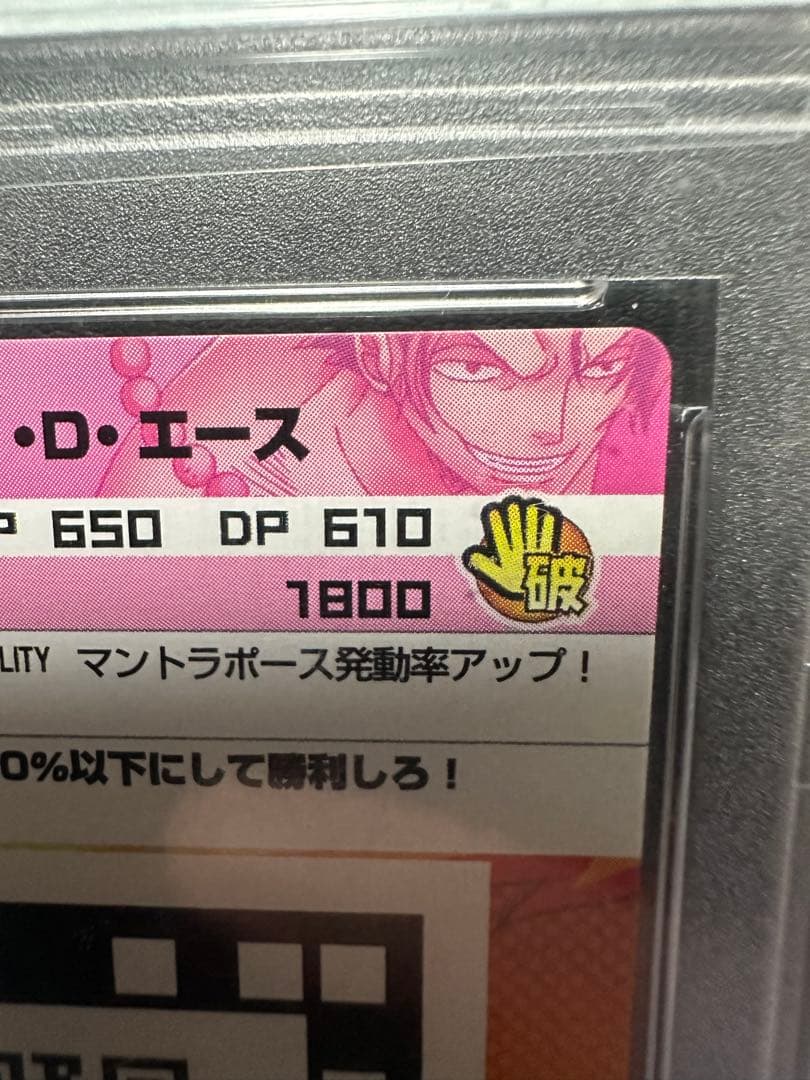 ・D・エース
P 650 DP 610
破
1800
LITY マントラポース発動率アップ！
0%以下にして勝利しろ！